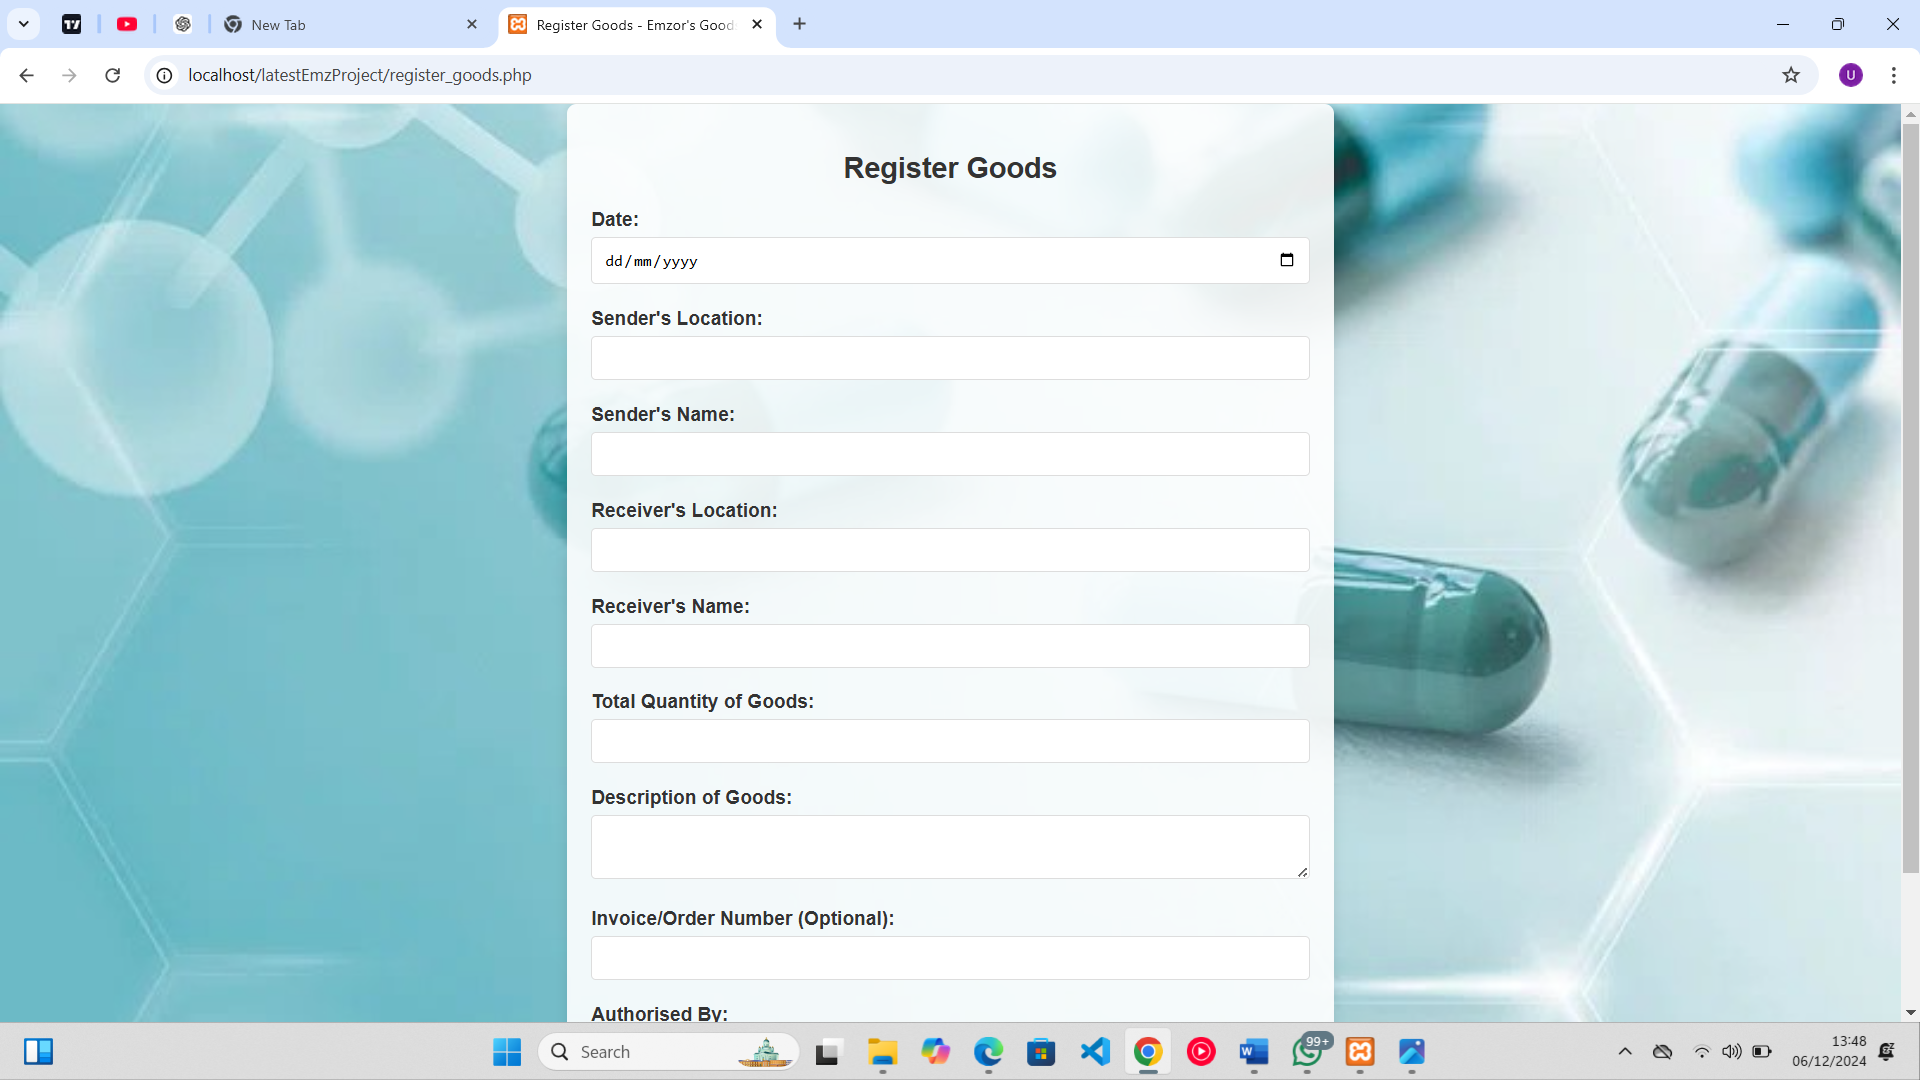 New Tab
Register Goods - Emzor's Good
localhost/latestEmzProject/register_goods.php
U
Register Goods
Date:
dd/mm/yyyy
Sender's Location:
Sender's Name:
Receiver's Location:
Receiver's Name:
Total Quantity of Goods:
Description of Goods:
Invoice/Order Number (Optional):
Authorised By:
Search
99+
13:48
06/12/2024